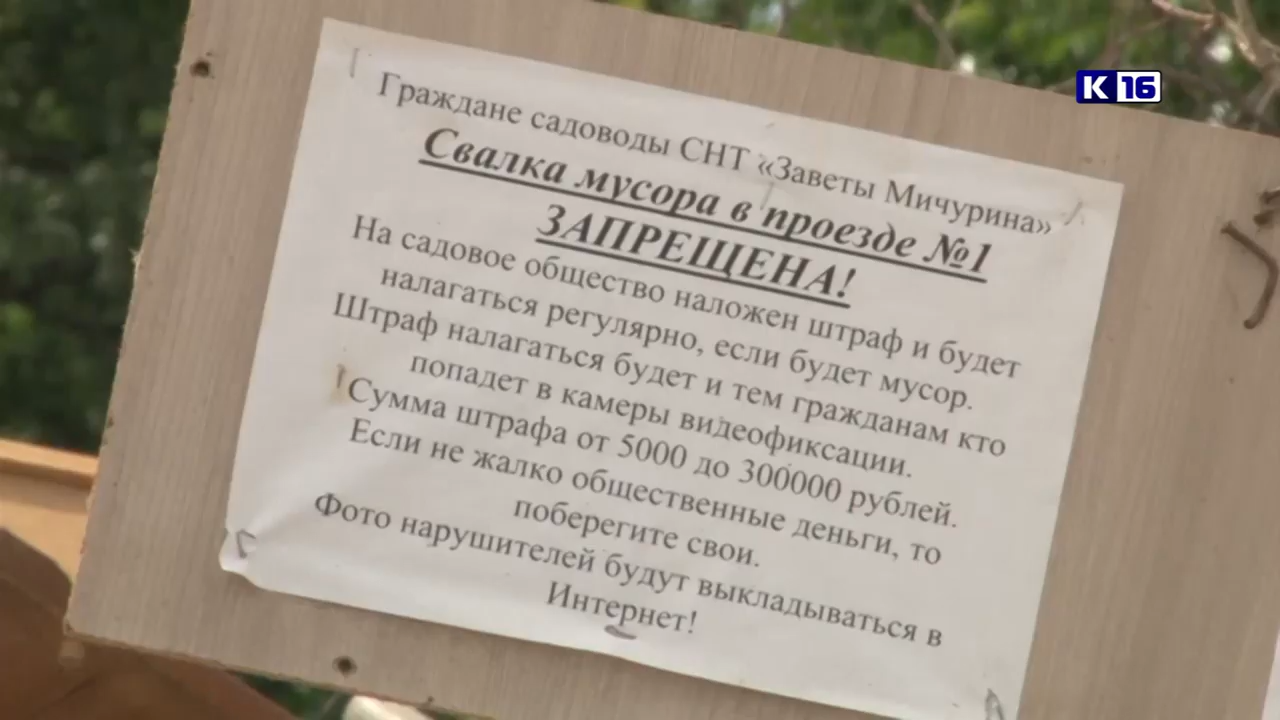 К 16
Граждане садоводы СНТ «Заветы Мичурина»
Свалка мусора в проезде №1
ЗАПРЕЩЕНА!
На садовое общество наложен штраф и будет
налагаться регулярно, если будет мусор.
Штраф налагаться будет и тем гражданам кто
попадет в камеры видеофиксации.
Сумма штрафа от 5000 до 300000 рублей.
Если не жалко общественные деньги, то
поберегите свои.
Фото нарушителей будут выкладываться в
Интернет!